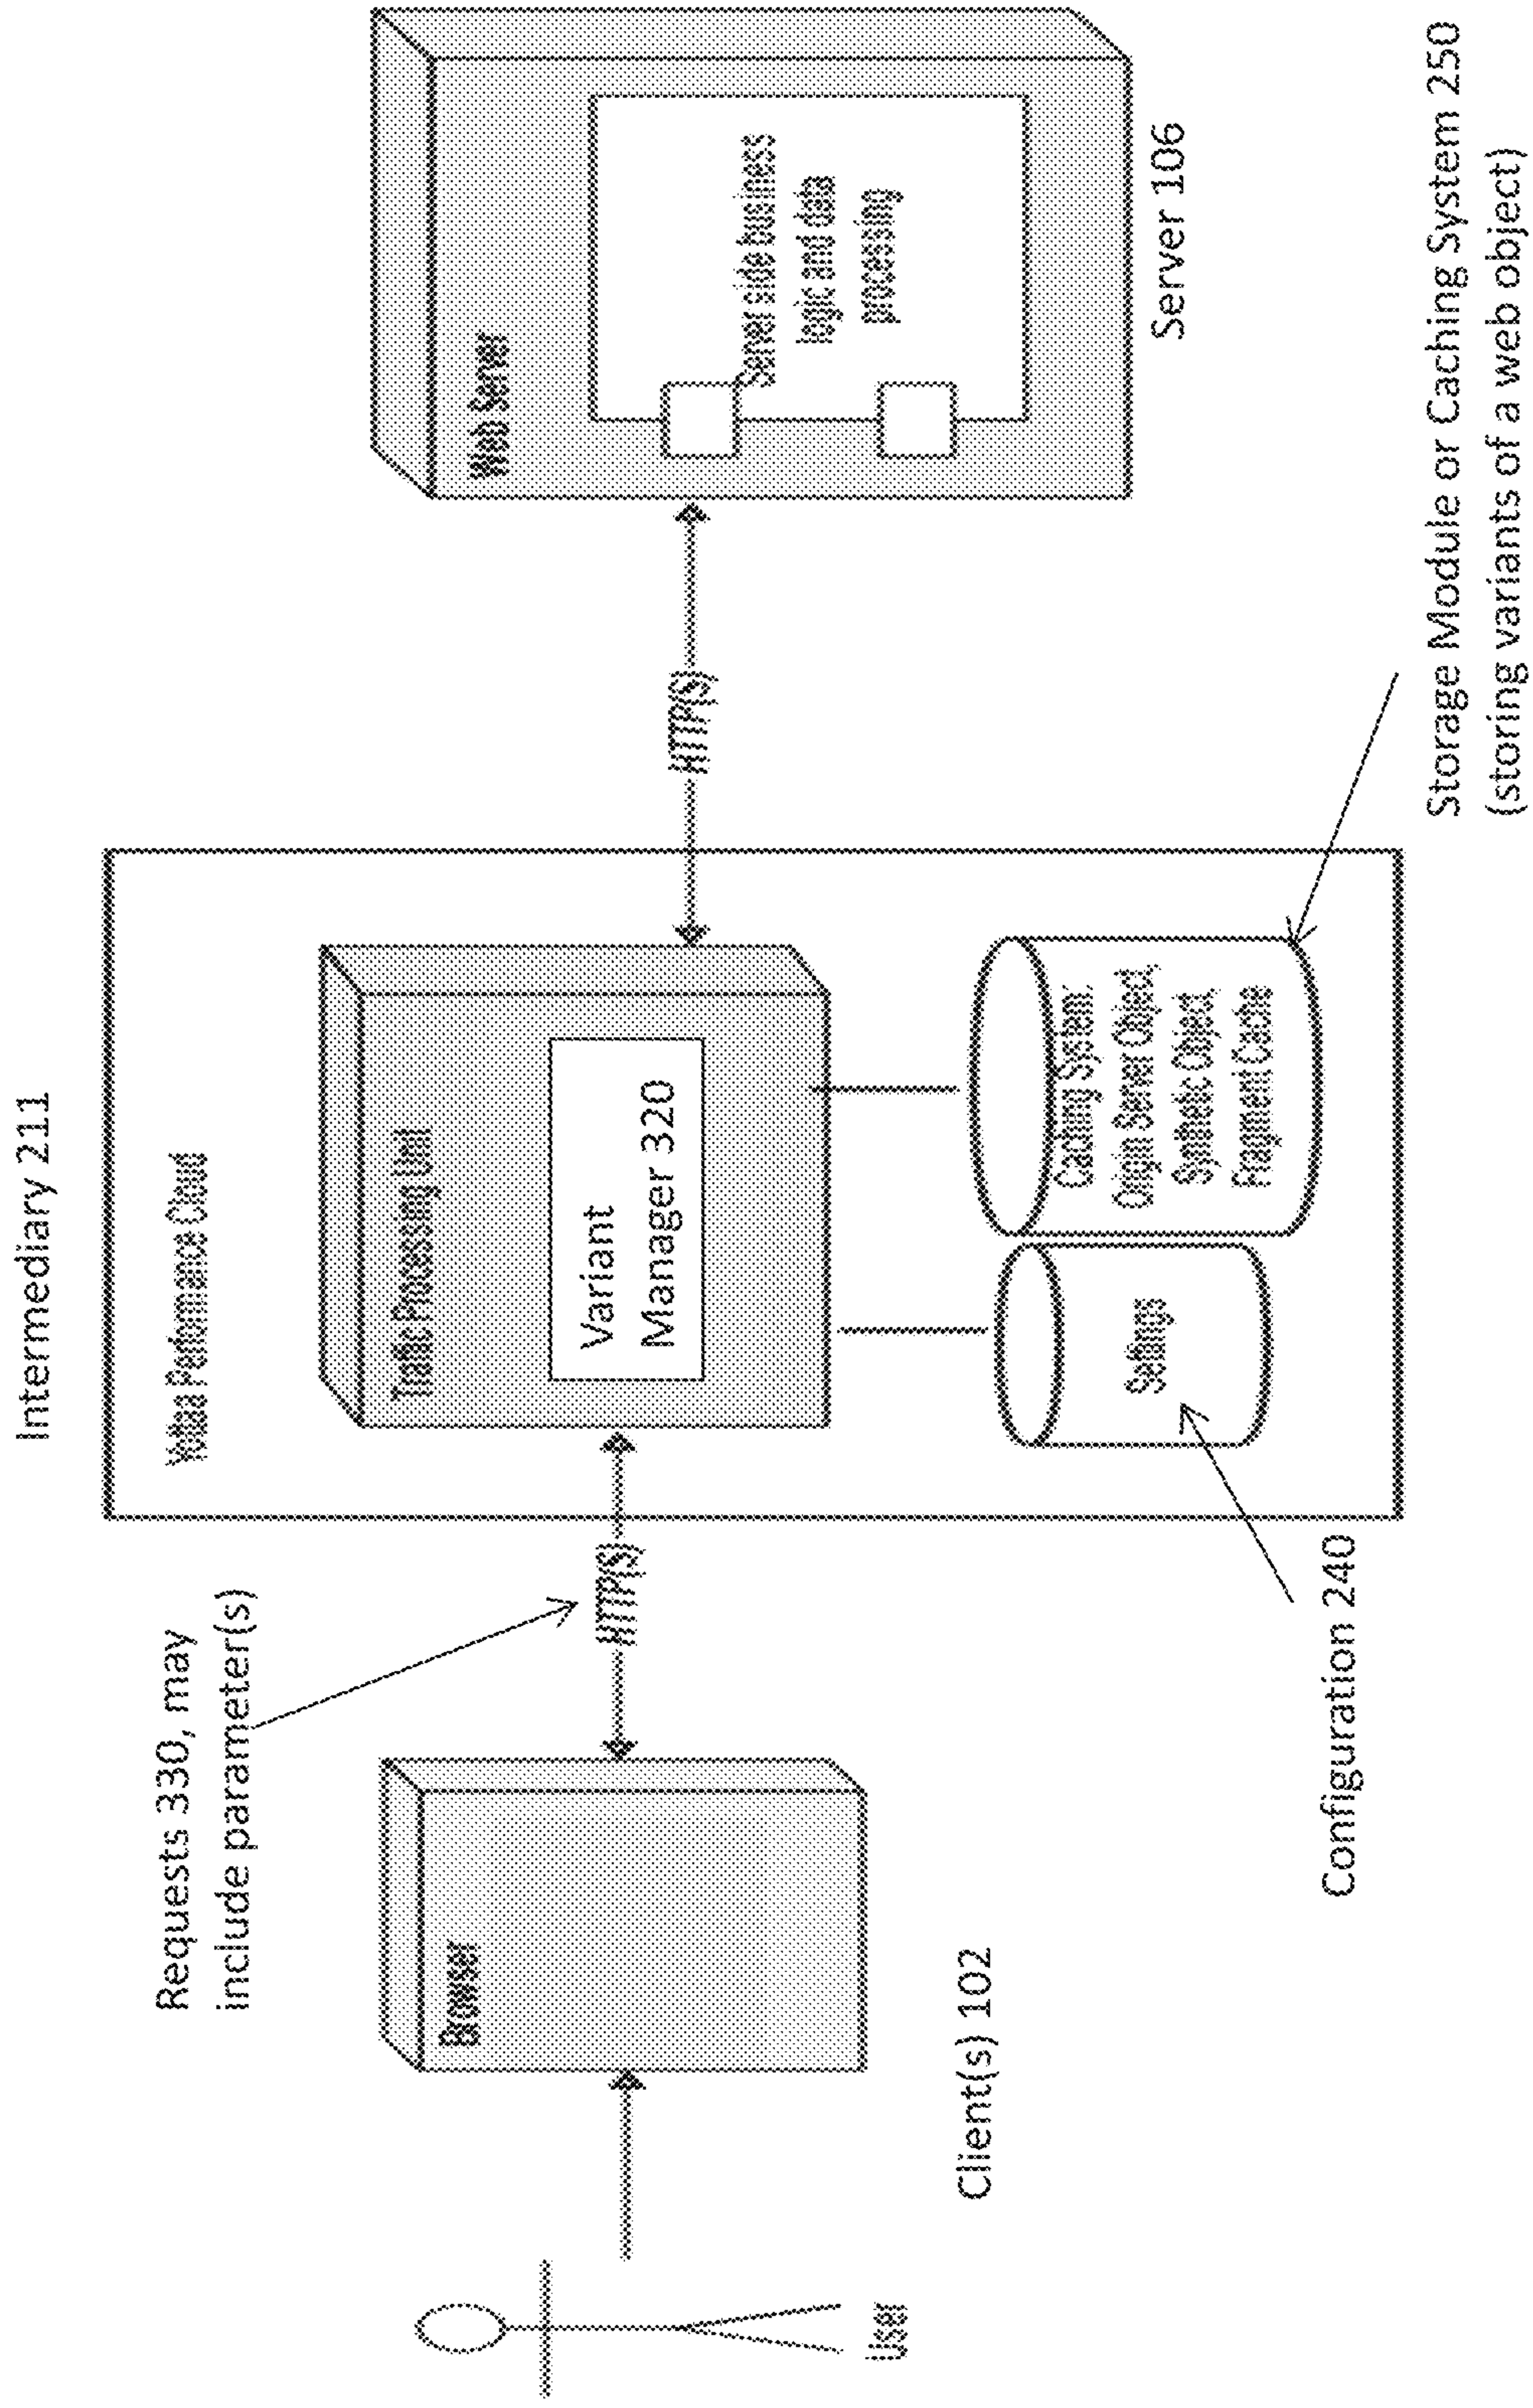 Intermediary 211
Requests 330, may
include parameter(s)
Yottaa Performance Cloud
Browser
Traffic Processing Unit
Web Server
Variant
Manager 320
HTTP(S)
HTTP(S)
Server side business
logic and data
processing
User
Client(s) 102
Settings
Caching System:
Origin Server Object,
Synthetic Object,
Fragment Cache
Server 106
Configuration 240
Storage Module or Caching System 250
(storing variants of a web object)